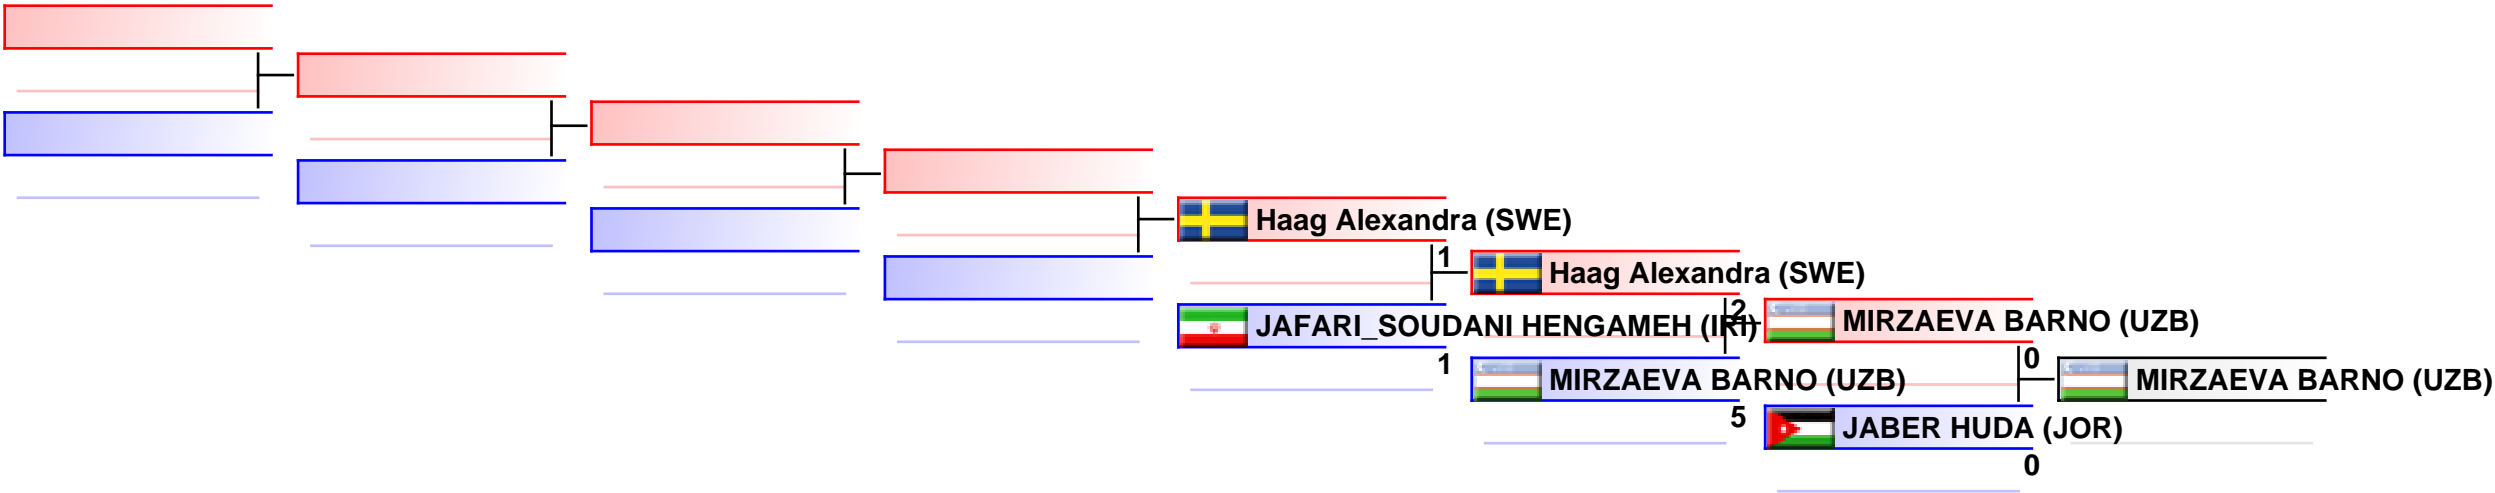 Haag Alexandra (SWE)
1
JAFARI_SOUDANI HENGAMEH (IRI)
1
Haag Alexandra (SWE)
2
MIRZAEVA BARNO (UZB)
5
MIRZAEVA BARNO (UZB)
0
JABER HUDA (JOR)
0
MIRZAEVA BARNO (UZB)